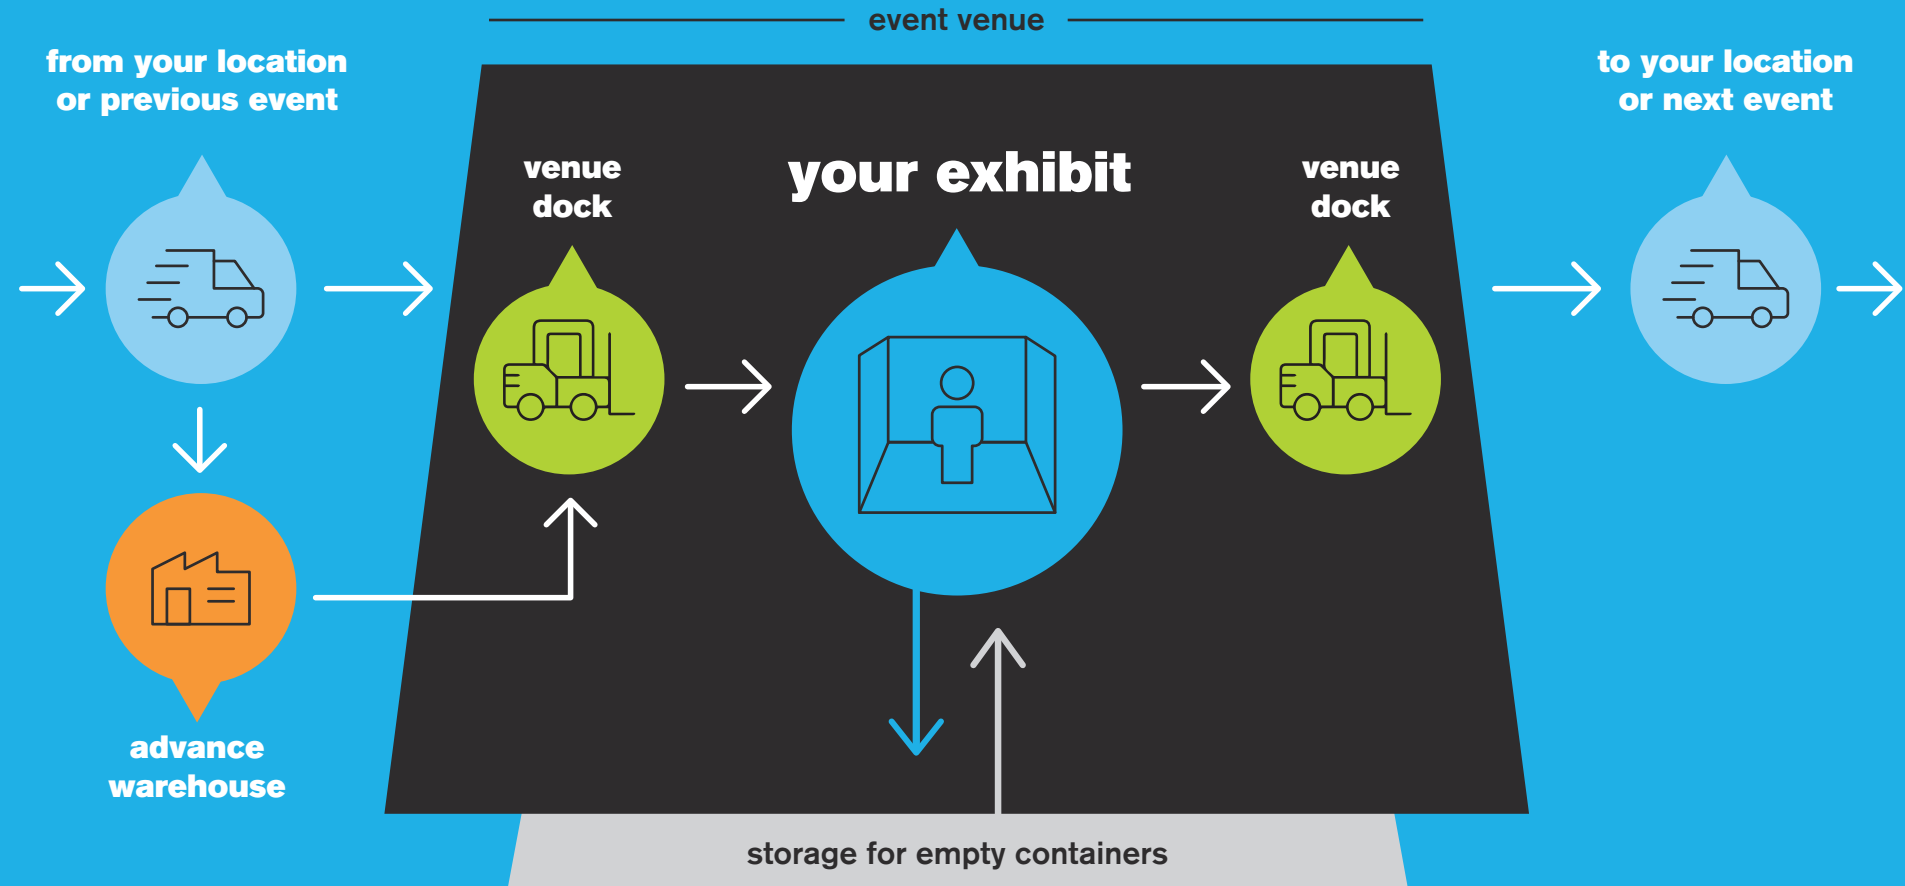 event venue
from your location
or previous event
to your location
or next event
venue
dock
your exhibit
venue
dock
advance
warehouse
storage for empty containers